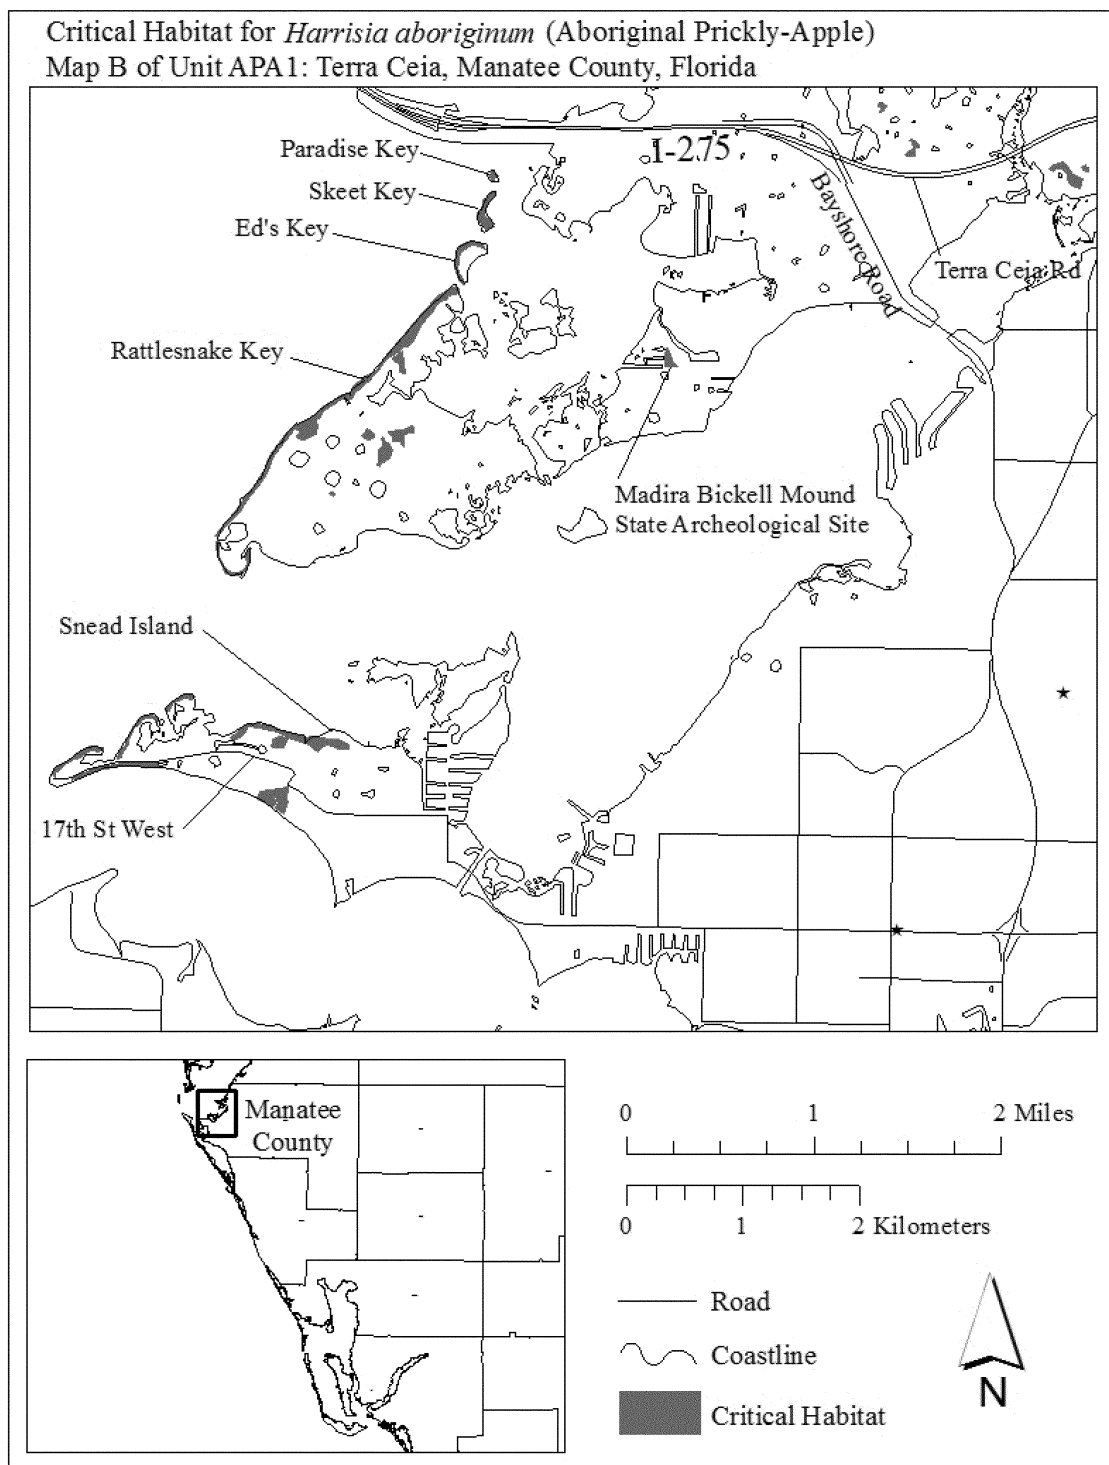 Critical Habitat for Harrisia aboriginum (Aboriginal Prickly-Apple)
Map B of Unit APA1: Terra Ceia, Manatee County, Florida
Paradise Key
I-275
Skeet Key
Bayshore Road
Ed's Key
Terra Ceia Rd
Rattlesnake Key
Madira Bickell Mound
State Archeological Site
Snead Island
17th St West
Manatee
County
0 1 2 Miles
0 1 2 Kilometers
Road
Coastline
Critical Habitat
N